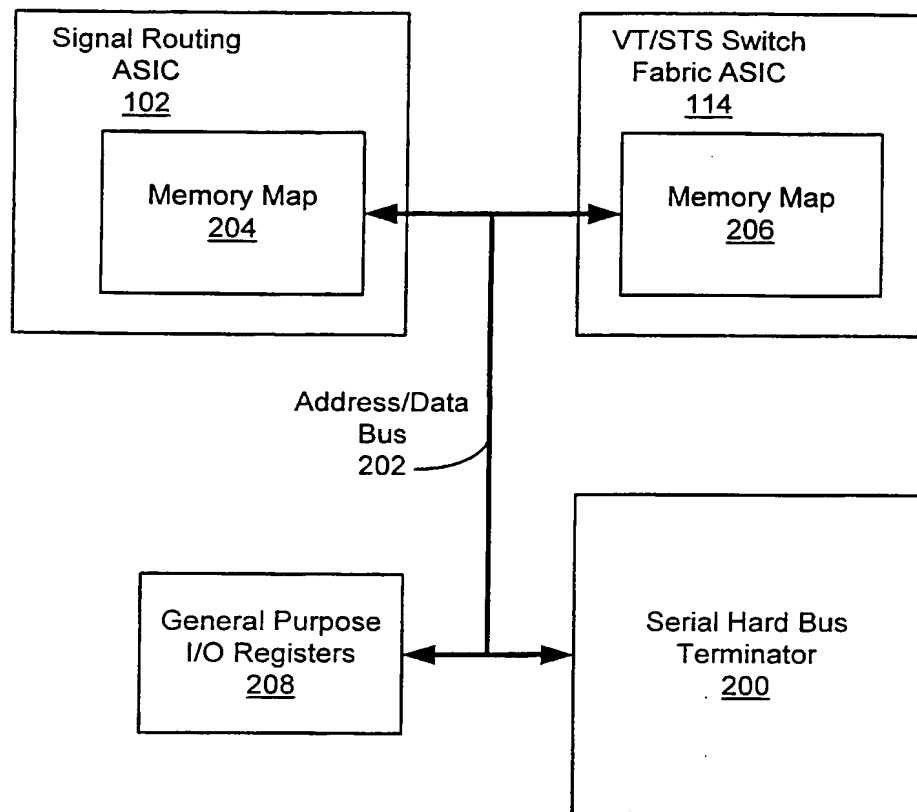 Signal Routing
ASIC
102
Memory Map
204
VT/STS Switch
Fabric ASIC
114
Memory Map
206
Address/Data
Bus
202
General Purpose
I/O Registers
208
Serial Hard Bus
Terminator
200